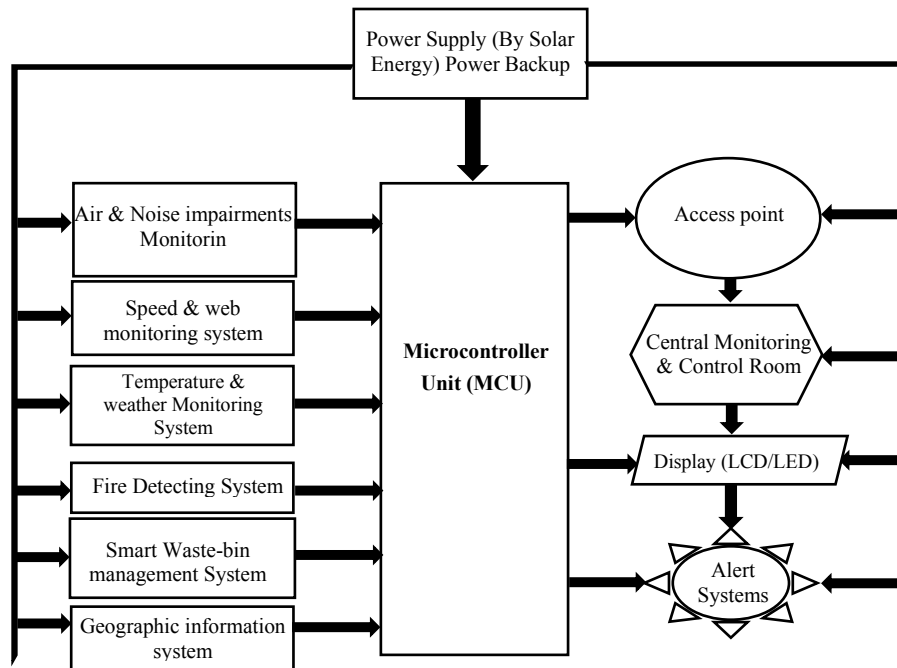 Power Supply (By Solar
Energy) Power Backup
Air & Noise impairments
Monitorin
Speed & web
monitoring system
Temperature &
weather Monitoring
System
Fire Detecting System
Smart Waste-bin
management System
Geographic information
system
Microcontroller
Unit (MCU)
Access point
Central Monitoring
& Control Room
Display (LCD/LED)
Alert
Systems